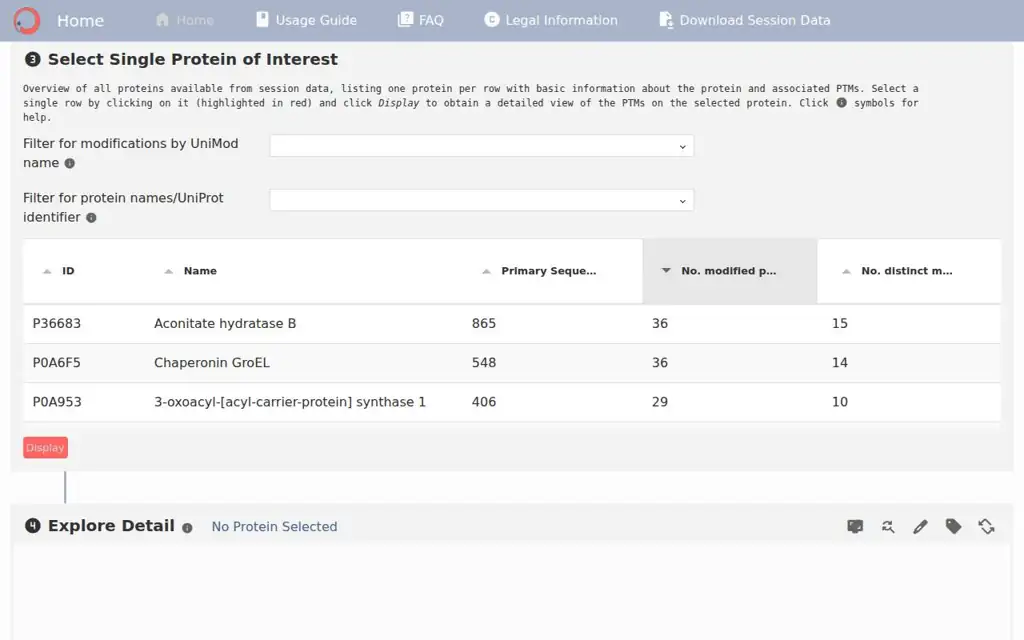 Home Home Usage Guide FAQ Legal Information Download Session Data
3 Select Single Protein of Interest
Overview of all proteins available from session data, listing one protein per row with basic information about the protein and associated PTMs. Select a
single row by clicking on it (highlighted in red) and click Display to obtain a detailed view of the PTMs on the selected protein. Click i symbols for
help.
Filter for modifications by UniMod
name i
Filter for protein names/UniProt
identifier i
ID Name Primary Seque... No. modified p... No. distinct m...
P36683 Aconitate hydratase B 865 36 15
P0A6F5 Chaperonin GroEL 548 36 14
P0A953 3-oxoacyl-[acyl-carrier-protein] synthase 1 406 29 10
Display
4 Explore Detail i No Protein Selected